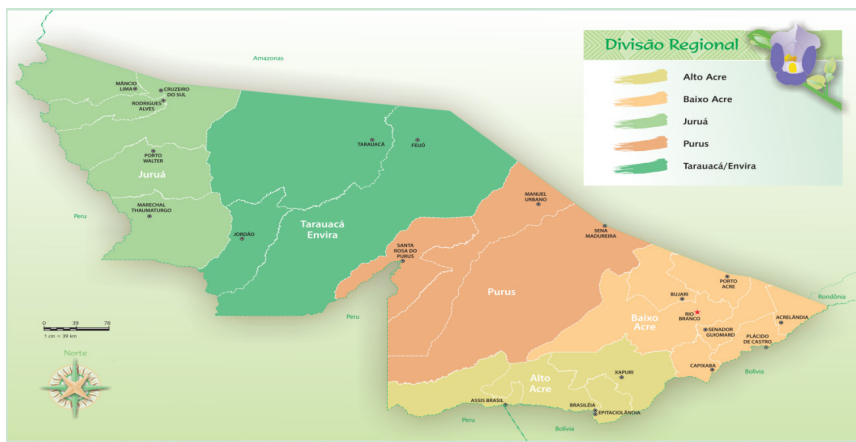 Divisão Regional
Alto Acre
Baixo Acre
Juruá
Purus
Tarauacá/Envira
Amazonas
MÂNCIO
LIMA
CRUZEIRO
DO SUL
RODRIGUES
ALVES
PORTO
WALTER
Juruá
MARECHAL
THAUMATURGO
Peru
TARAUACÁ
FEIJÓ
JORDÃO
Tarauacá
Envira
MANUEL
URBANO
SENA
MADUREIRA
SANTA
ROSA DO
PURUS
Purus
Peru
PORTO
ACRE
BUJARI
RIO
BRANCO
Baixo
Acre
SENADOR
GUIOMARD
ACRELÂNDIA
PLÁCIDO
DE CASTRO
CAPIXABA
Rondônia
Bolívia
XAPURI
Alto
Acre
ASSIS BRASIL
BRASILÉIA
EPITACIOLÂNDIA
Peru
Bolívia
0 39 78
1 cm = 39 km
Norte